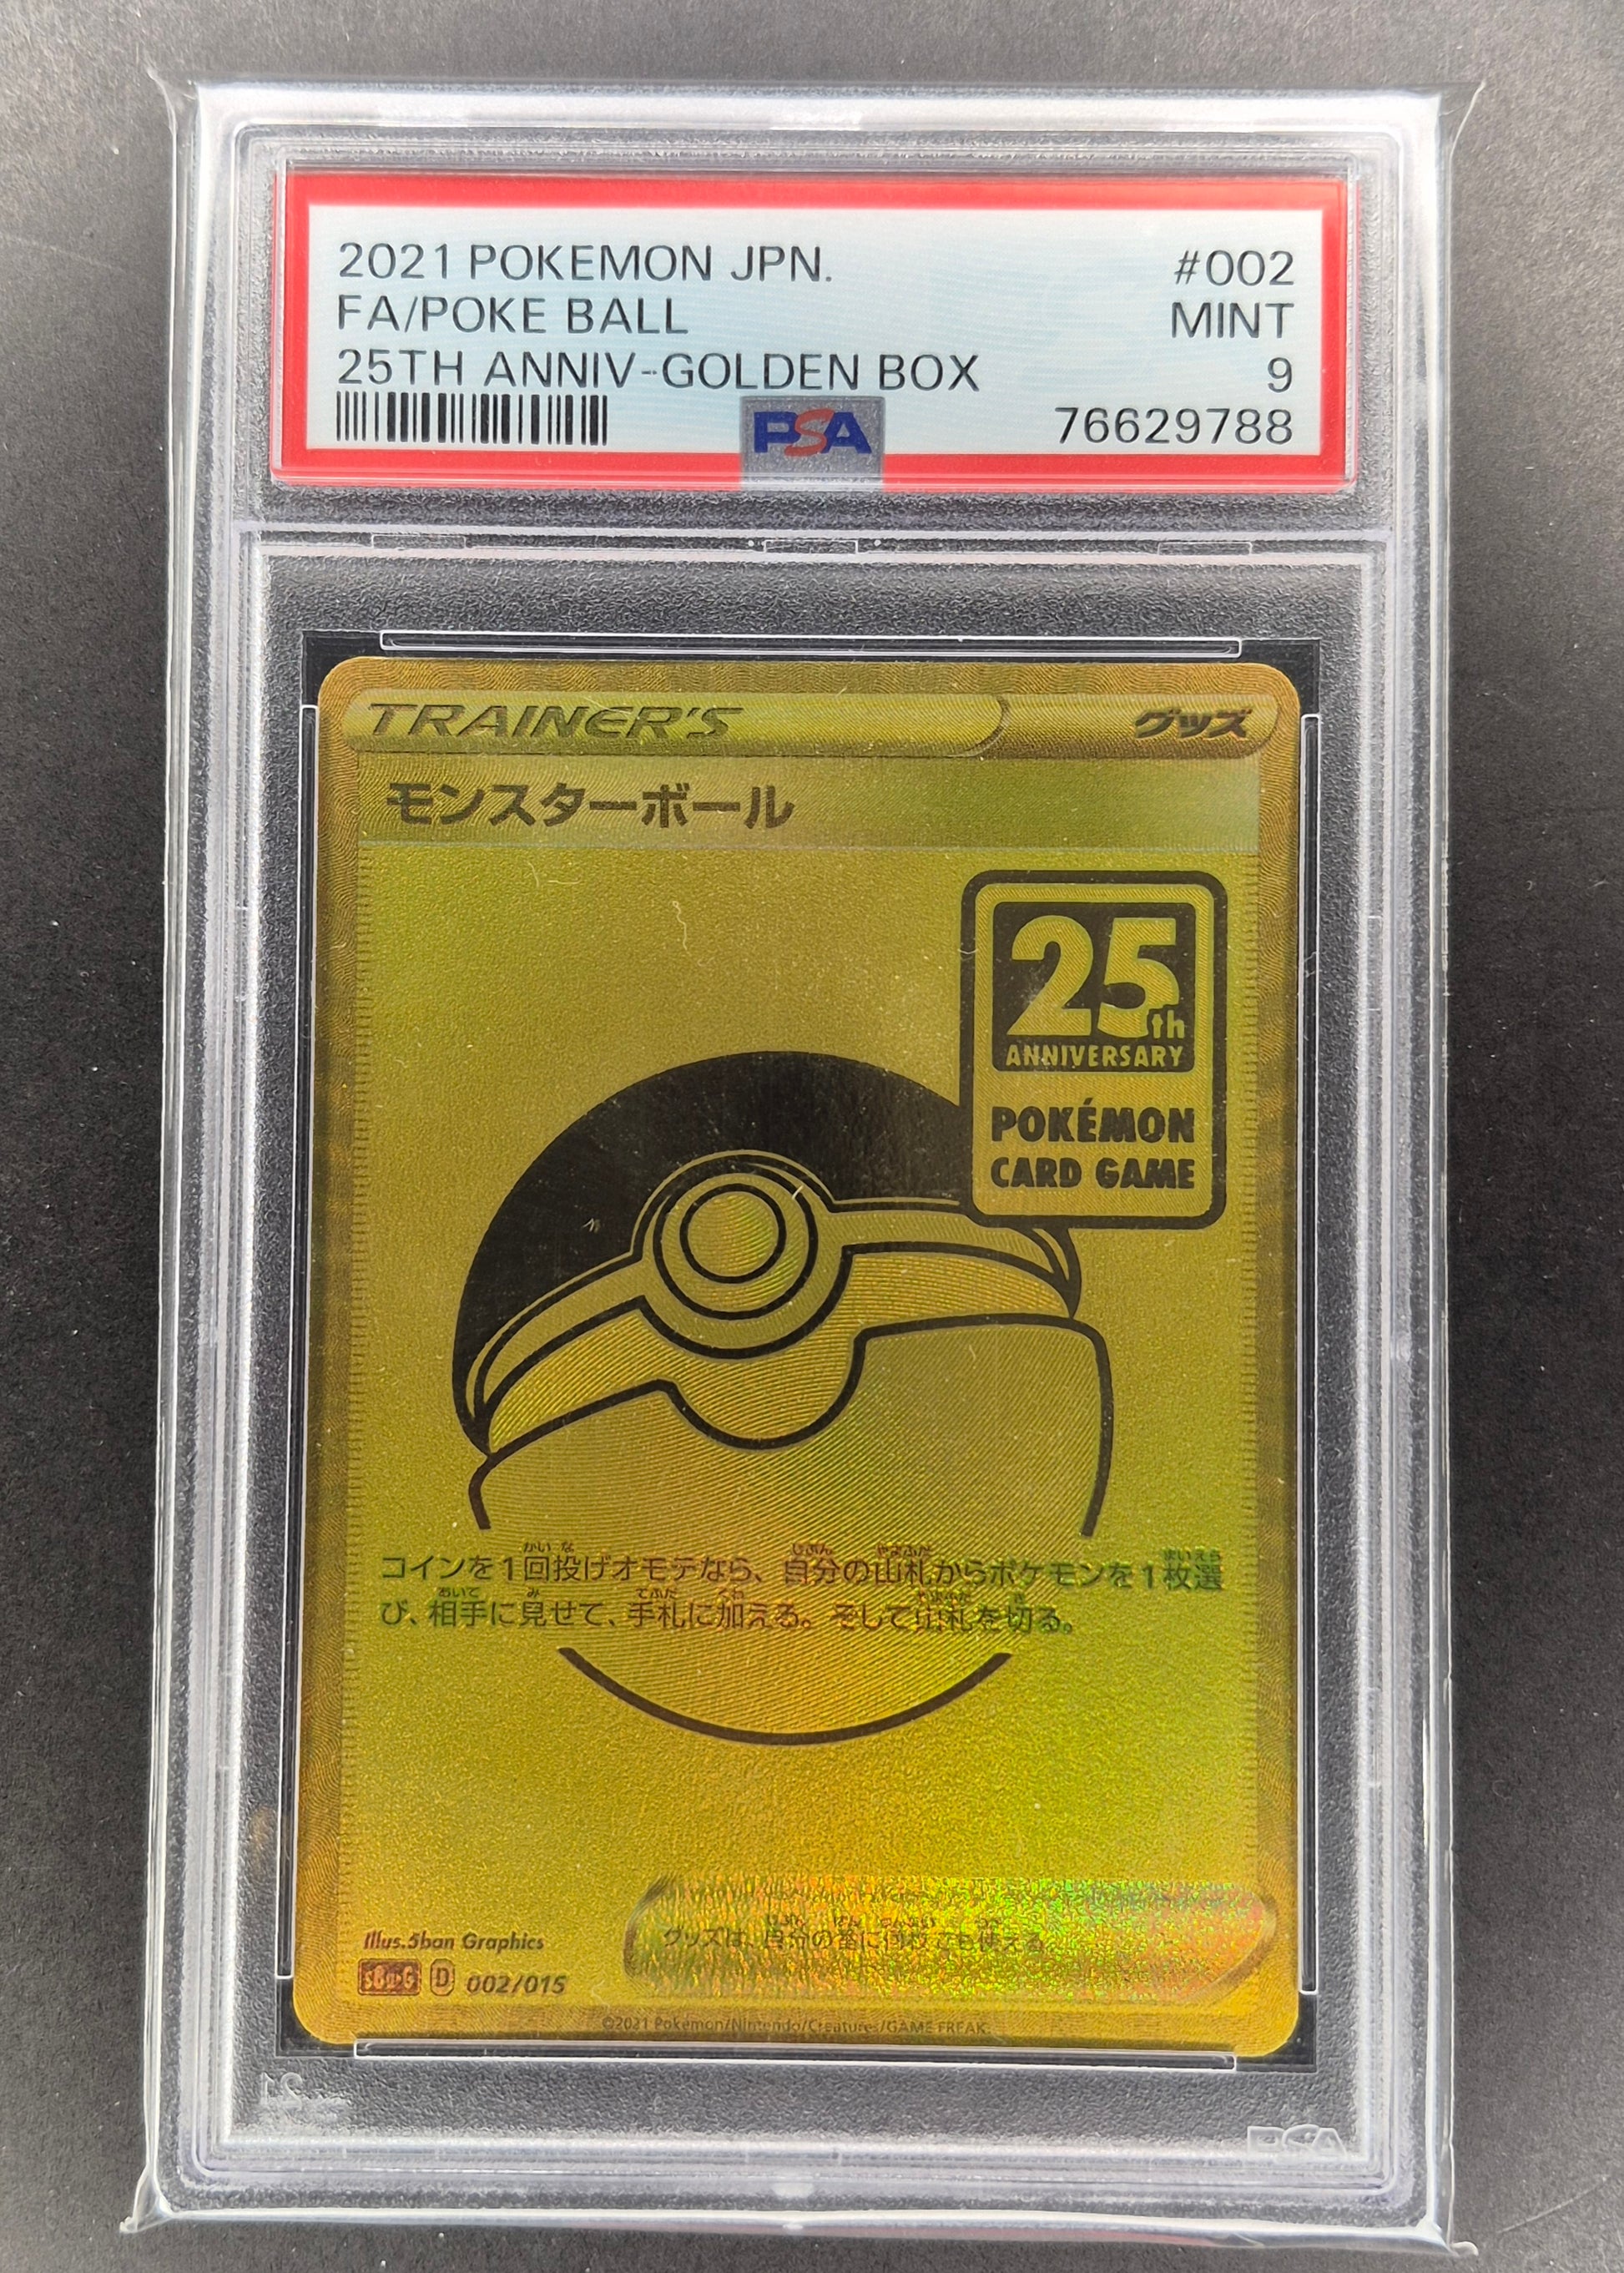 2021 POKEMON JPN. #002
FA/POKE BALL MINT
25TH ANNIV-GOLDEN BOX 9
PSA 76629788
TRAINER'S グッズ
モンスターボール
25th
ANNIVERSARY
POKÉMON
CARD GAME
コインを1回投げオモテなら、自分の山札からポケモンを1枚選
び、相手に見せて、手札に加える。そして山札を切る。
Illus.5ban Graphics
グッズは、自分の番に何枚でも使える
D 002/015
©2021 Pokémon/Nintendo/Creatures/GAME FREAK.
PSA